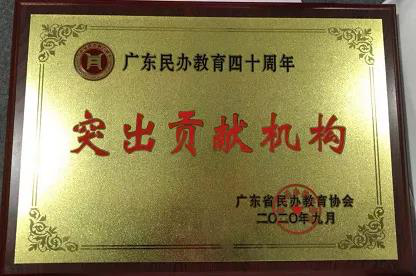 广东民办教育四十周年
突出贡献机构
广东省民办教育协会
二〇二〇年九月